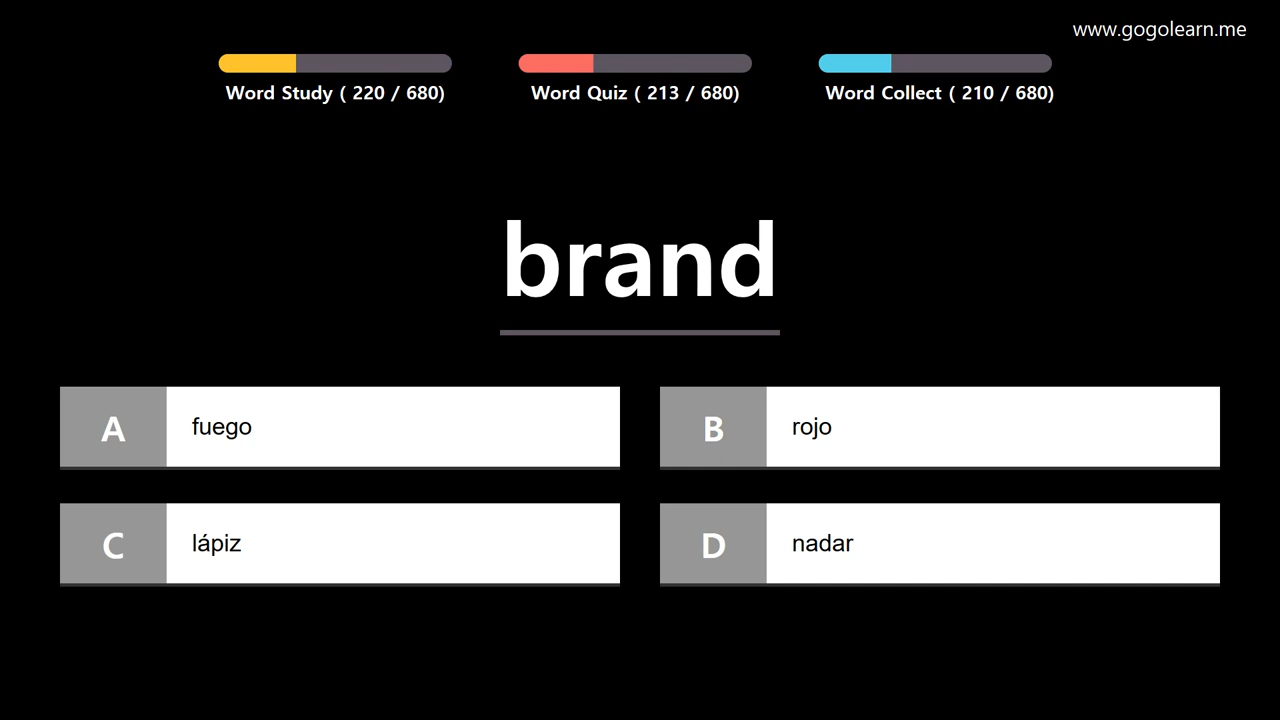 www.gogolearn.me
Word Study ( 220 / 680)
Word Quiz ( 213 / 680)
Word Collect ( 210 / 680)
brand
A fuego
B rojo
C lápiz
D nadar